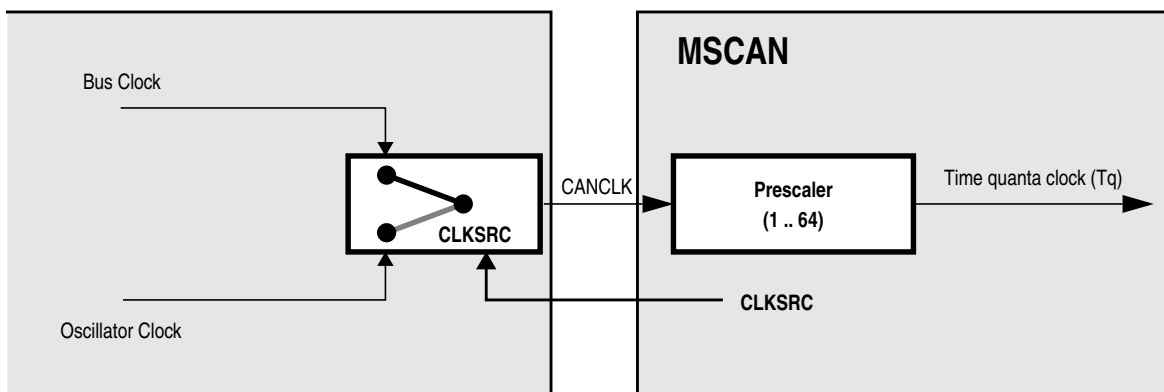 MSCAN
Bus Clock
CLKSRC
CANCLK
Prescaler
(1 .. 64)
Time quanta clock (Tq)
CLKSRC
Oscillator Clock